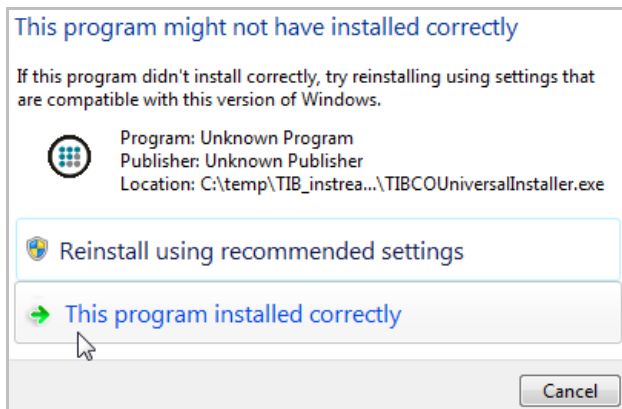 This program might not have installed correctly
If this program didn't install correctly, try reinstalling using settings that
are compatible with this version of Windows.
Program: Unknown Program
Publisher: Unknown Publisher
Location: C:\temp\TIB_instrea...\TIBCOUniversalInstaller.exe
Reinstall using recommended settings
This program installed correctly
Cancel